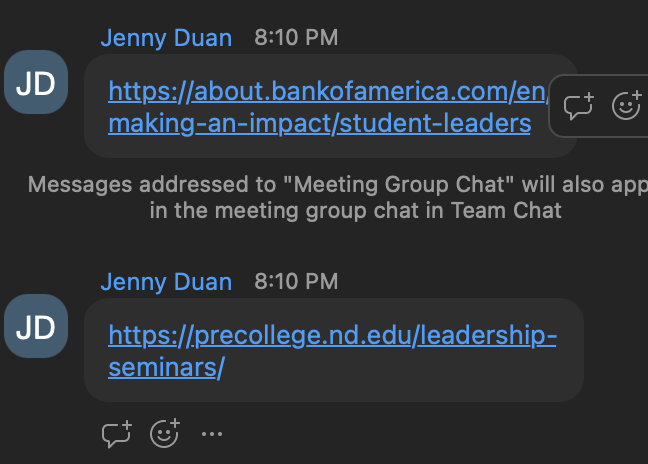 Jenny Duan 8:10 PM
JD
https://about.bankofamerica.com/en/
making-an-impact/student-leaders
Messages addressed to "Meeting Group Chat" will also app
in the meeting group chat in Team Chat
Jenny Duan 8:10 PM
JD
https://precollege.nd.edu/leadership-
seminars/